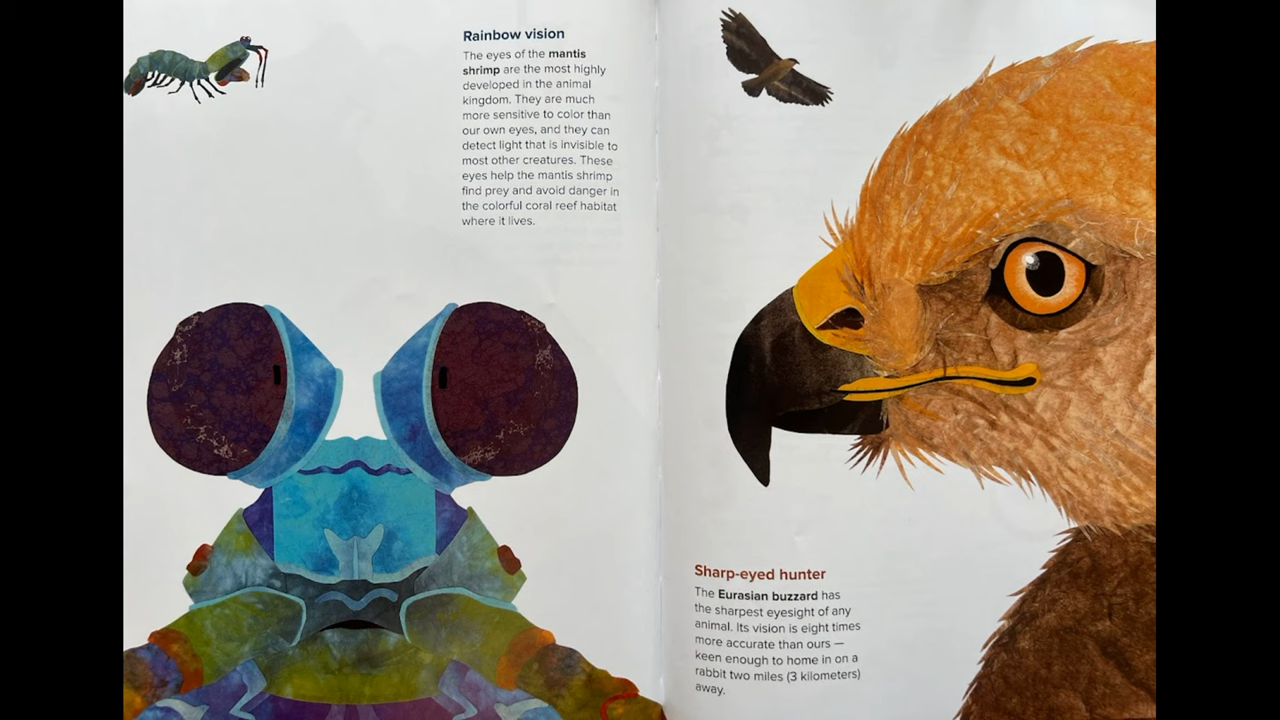 Rainbow vision
The eyes of the mantis
shrimp are the most highly
developed in the animal
kingdom. They are much
more sensitive to color than
our own eyes, and they can
detect light that is invisible to
most other creatures. These
eyes help the mantis shrimp
find prey and avoid danger in
the colorful coral reef habitat
where it lives.
Sharp-eyed hunter
The Eurasian buzzard has
the sharpest eyesight of any
animal. Its vision is eight times
more accurate than ours —
keen enough to home in on a
rabbit two miles (3 kilometers)
away.